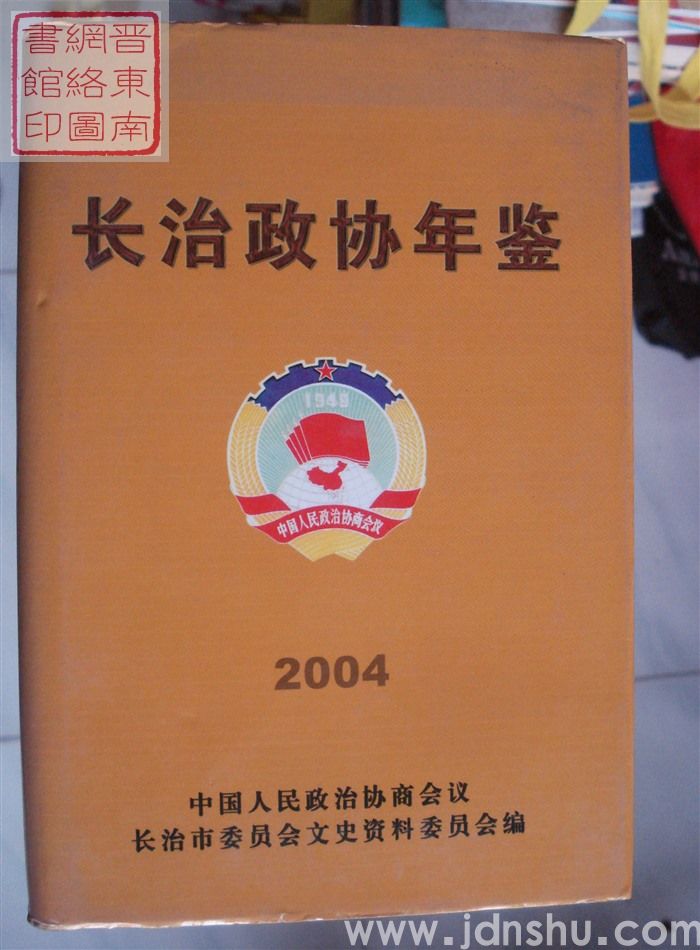 晋東南
網絡圖
書館印
长治政协年鉴
1949
中国人民政治协商会议
2004
中国人民政治协商会议
长治市委员会文史资料委员会编
www.jdnshu.com